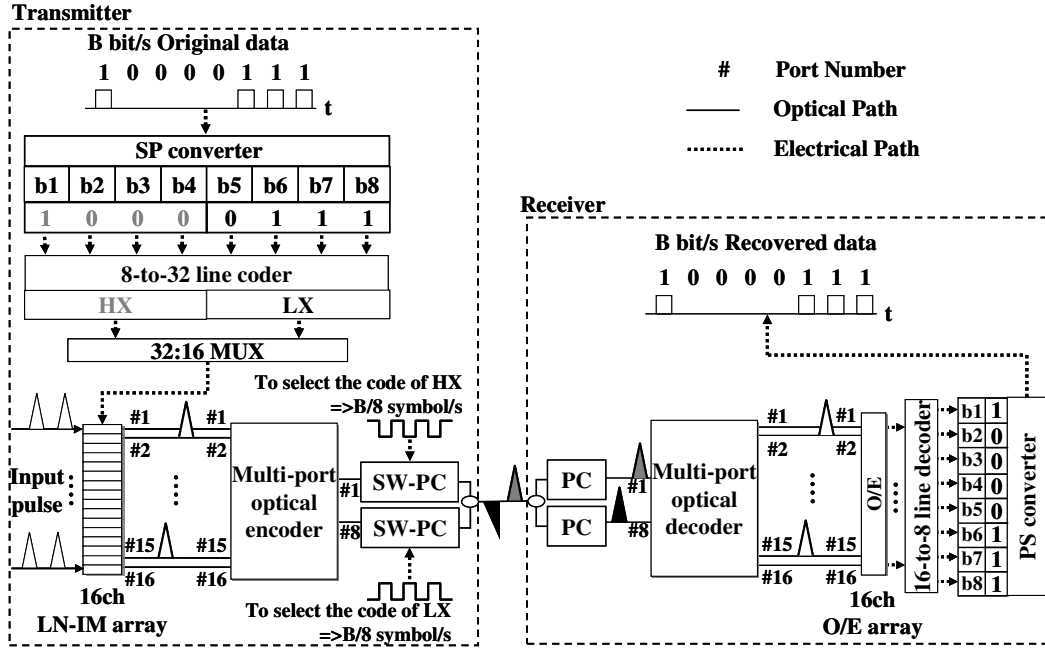 Transmitter
B bit/s Original data
1 0 0 0 0 1 1 1
t
SP converter
b1 b2 b3 b4 b5 b6 b7 b8
1 0 0 0 0 1 1 1
8-to-32 line coder
HX LX
32:16 MUX
To select the code of HX
=>B/8 symbol/s
Input
pulse
#1 #1
#2 #2
#15 #15
#16 #16
16ch
LN-IM array
Multi-port
optical
encoder
#1
#8
SW-PC
SW-PC
To select the code of LX
=>B/8 symbol/s
# Port Number
Optical Path
Electrical Path
Receiver
B bit/s Recovered data
1 0 0 0 0 1 1 1
t
PC
PC
#1
#8
Multi-port
optical
decoder
#1 #1
#2 #2
#15 #15
#16 #16
O/E
16ch
O/E array
16-to-8 line decoder
b1 1
b2 0
b3 0
b4 0
b5 0
b6 1
b7 1
b8 1
PS converter